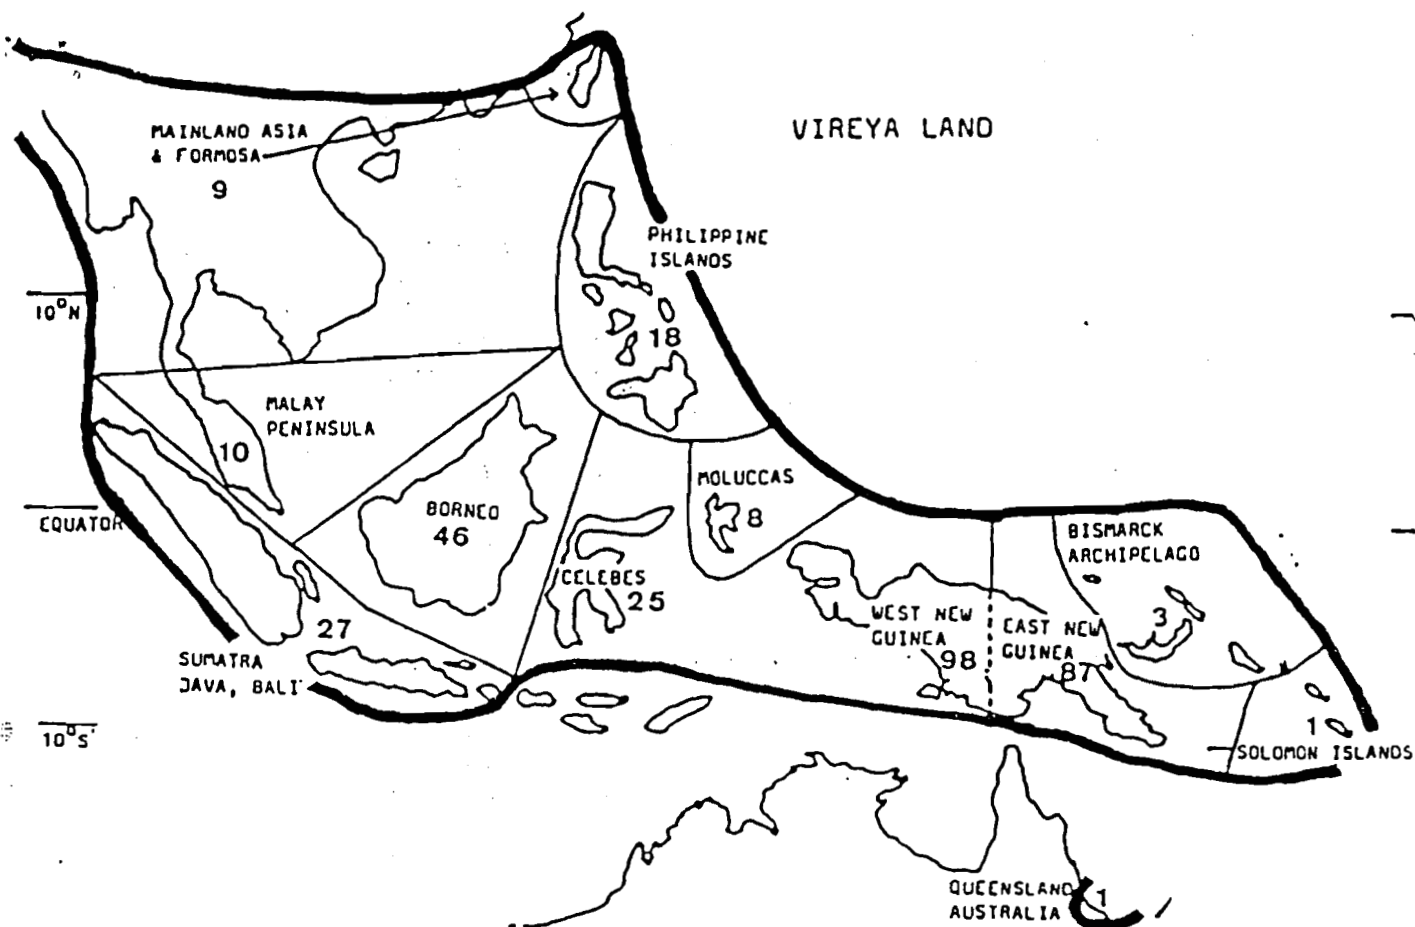 VIREYA LAND
MAINLAND ASIA
& FORMOSA
9
PHILIPPINE
ISLANDS
18
10°N
MALAY
PENINSULA
10
MOLUCCAS
8
BORNEO
46
EQUATOR
BISMARCK
ARCHIPELAGO
3
CELEBES
25
WEST NEW
GUINEA
98
EAST NEW
GUINEA
87
27
SUMATRA
JAVA, BALI
10°S
1
SOLOMON ISLANDS
QUEENSLAND
AUSTRALIA
1